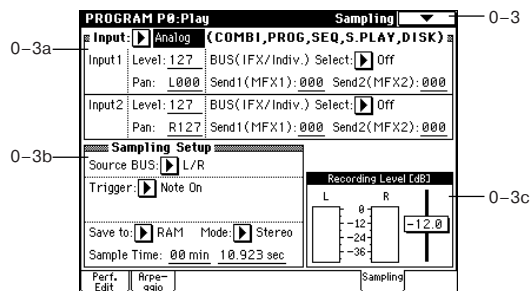 PROGRAM P0:Play Sampling
0–3
0–3a
Input: Analog (COMBI,PROG,SEQ,S.PLAY,DISK)
Input1 Level: 127 BUS(IFX/Indiv.) Select: Off
Pan: L000 Send1(MFX1): 000 Send2(MFX2): 000
Input2 Level: 127 BUS(IFX/Indiv.) Select: Off
Pan: R127 Send1(MFX1): 000 Send2(MFX2): 000
0–3b
Sampling Setup
Source BUS: L/R
Trigger: Note On
Save to: RAM Mode: Stereo
Sample Time: 00 min 10.923 sec
Recording Level [dB]
L R
0
-12
-24
-36
-12.0
0–3c
Perf. Edit
Arpe- ggio
Sampling